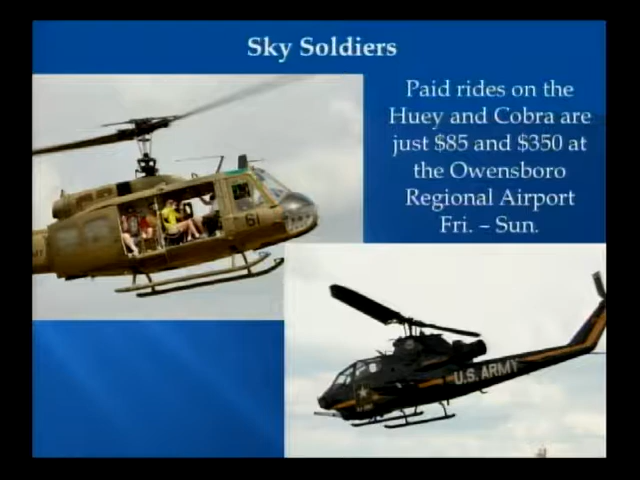 Sky Soldiers
Paid rides on the
Huey and Cobra are
just $85 and $350 at
the Owensboro
Regional Airport
Fri. – Sun.
61
U.S. ARMY